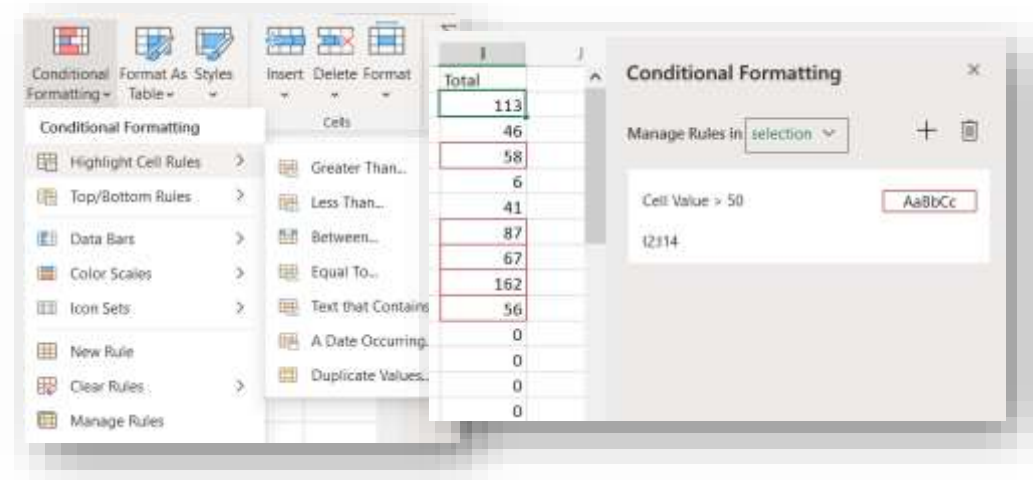 Conditional Format As Styles Insert Delete Format
Formatting Table
Cells
Conditional Formatting
Highlight Cell Rules
Top/Bottom Rules
Data Bars
Color Scales
Icon Sets
New Rule
Clear Rules
Manage Rules
Greater Than...
Less Than...
Between...
Equal To...
Text that Contains
A Date Occurring.
Duplicate Values..
I J
Total
113
46
58
6
41
87
67
162
56
0
0
0
0
Conditional Formatting
Manage Rules in selection
Cell Value > 50 AaBbCc
I2:I14